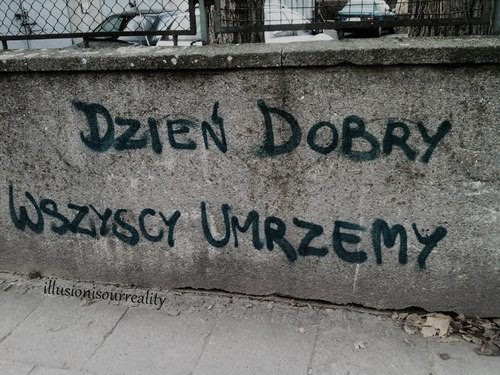 DZIEŃ DOBRY
WSZYSCY UMRZEMY
illusionisourreality